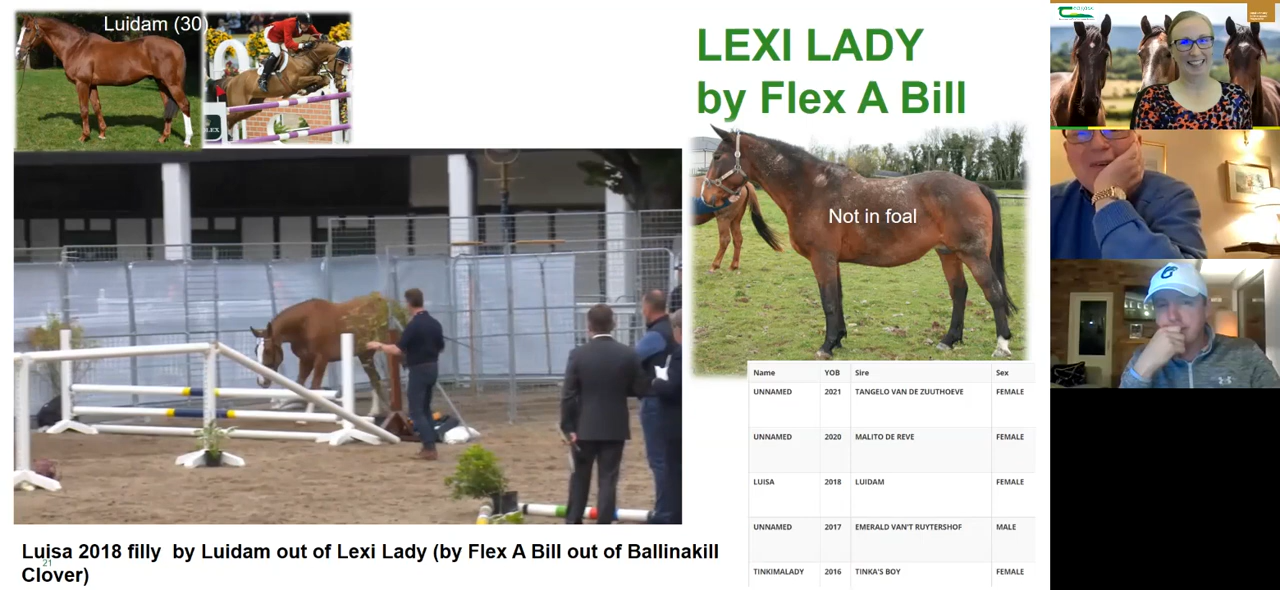 Luidam (30)
LEXI LADY
by Flex A Bill
Not in foal
Name YOB Sire Sex
UNNAMED 2021 TANGELO VAN DE ZUUTHOEVE FEMALE
UNNAMED 2020 MALITO DE REVE FEMALE
LUISA 2018 LUIDAM FEMALE
UNNAMED 2017 EMERALD VAN'T RUYTERSHOF MALE
TINKIMALADY 2016 TINKA'S BOY FEMALE
Luisa 2018 filly by Luidam out of Lexi Lady (by Flex A Bill out of Ballinakill
Clover)
21